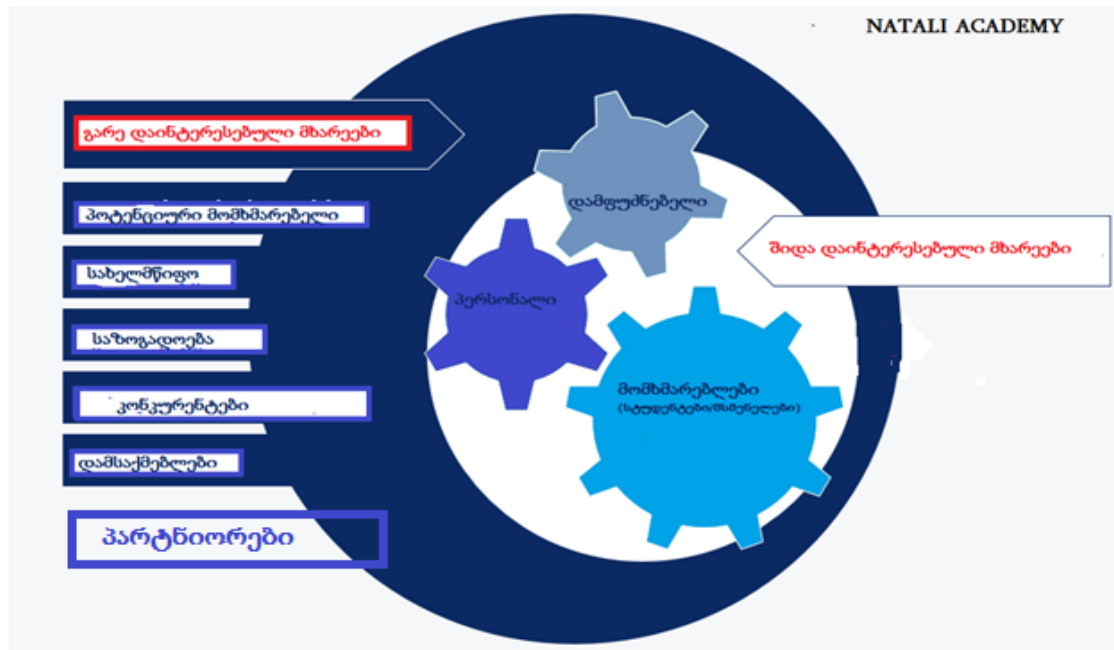 NATALI ACADEMY
გარე დაინტერესებული მხარეები
პოტენციური მომხმარებელი
სახელმწიფო
საზოგადოება
კონკურენტები
დამსაქმებლები
პარტნიორები
დამფუძნებელი
პერსონალი
მომხმარებლები
(სტუდენტები/მსმენელები)
შიდა დაინტერესებული მხარეები